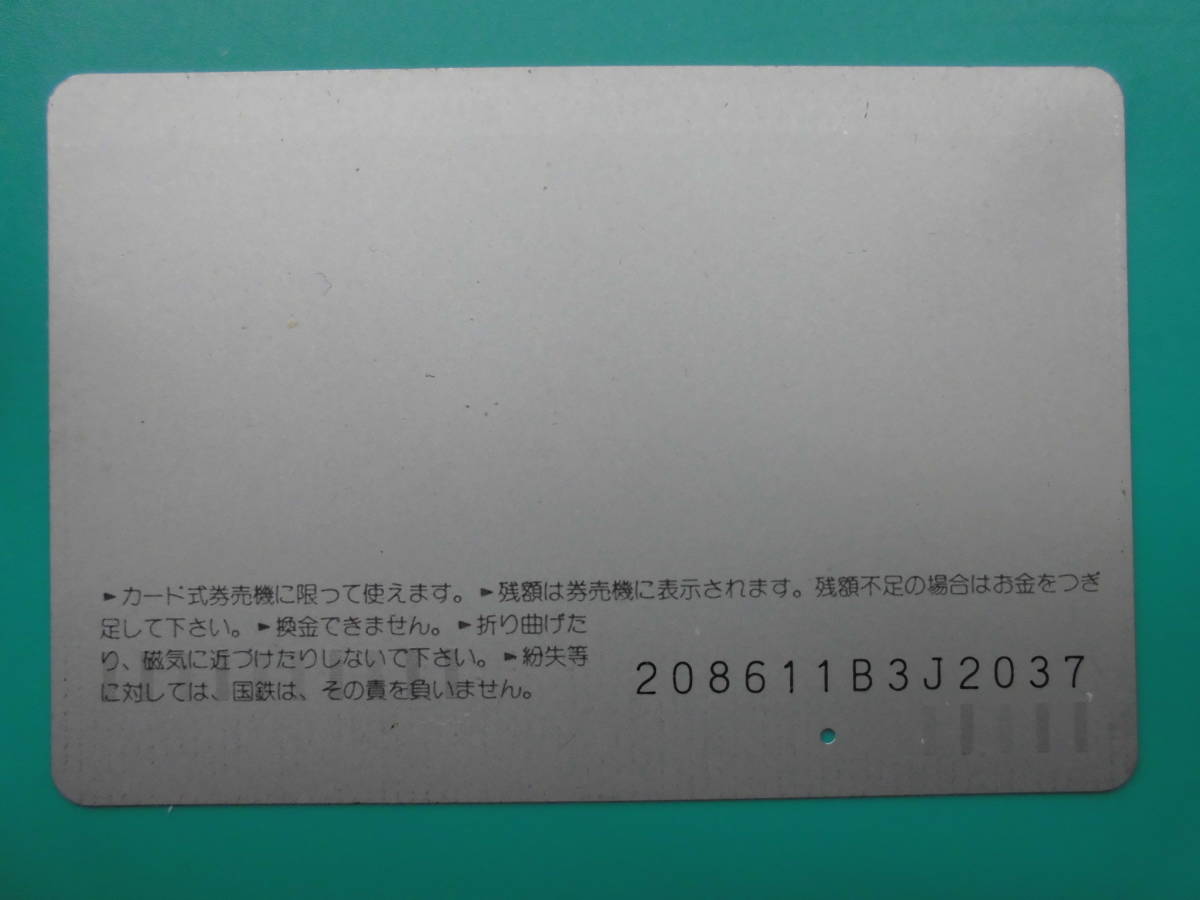 ►カード式券売機に限って使えます。►残額は券売機に表示されます。残額不足の場合はお金をつぎ
足して下さい。►換金できません。►折り曲げた
り、磁気に近づけたりしないで下さい。►紛失等
に対しては、国鉄は、その責を負いません。
208611B3J2037